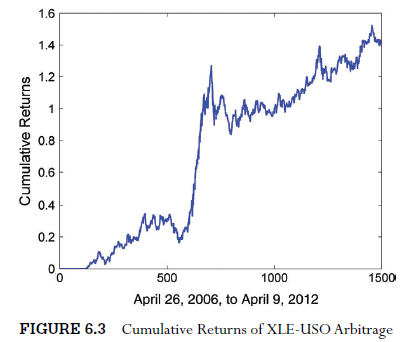 1.6
1.4
1.2
1
0.8
0.6
0.4
0.2
0
Cumulative Returns
0 500 1000 1500
April 26, 2006, to April 9, 2012
FIGURE 6.3 Cumulative Returns of XLE-USO Arbitrage